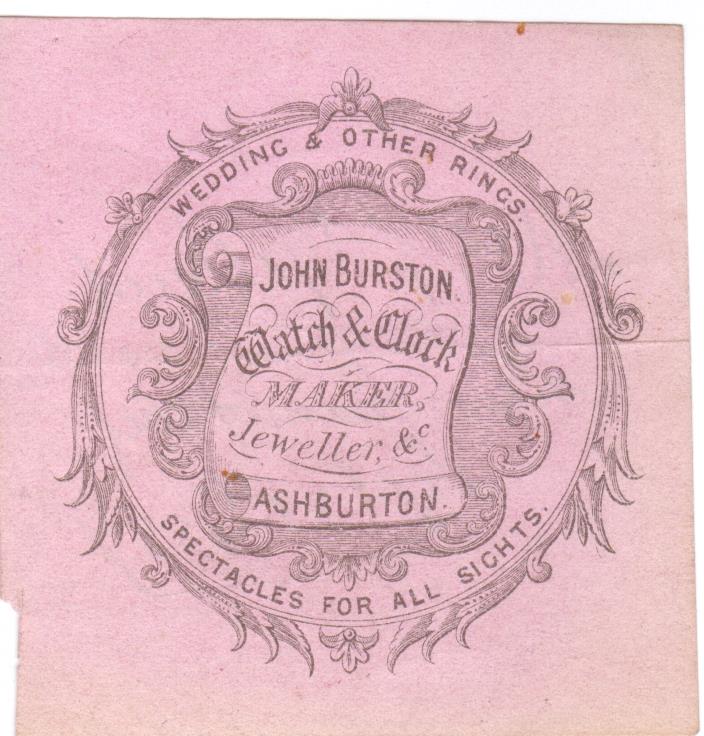 WEDDING & OTHER RINGS.
JOHN BURSTON.
Watch & Clock
MAKER,
Jeweller, &c.
ASHBURTON.
SPECTACLES FOR ALL SIGHTS.